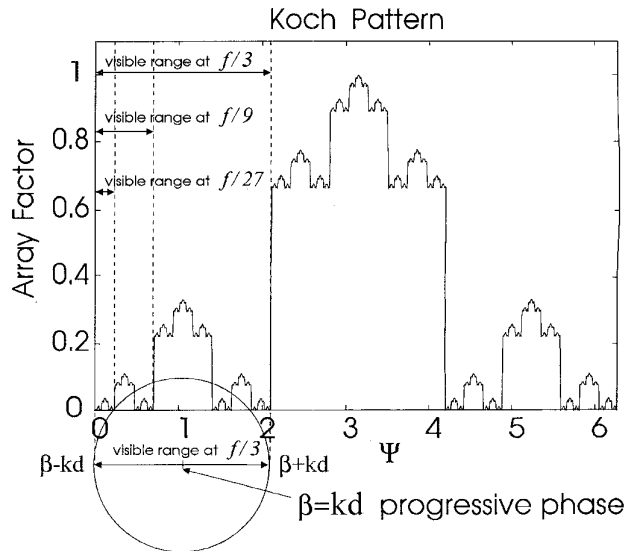 Koch Pattern
1
0.8
0.6
0.4
0.2
0
Array Factor
visible range at f/3
visible range at f/9
visible range at f/27
0 1 2 3 4 5 6
Ψ
visible range at f/3
β-kd
β+kd
β=kd progressive phase